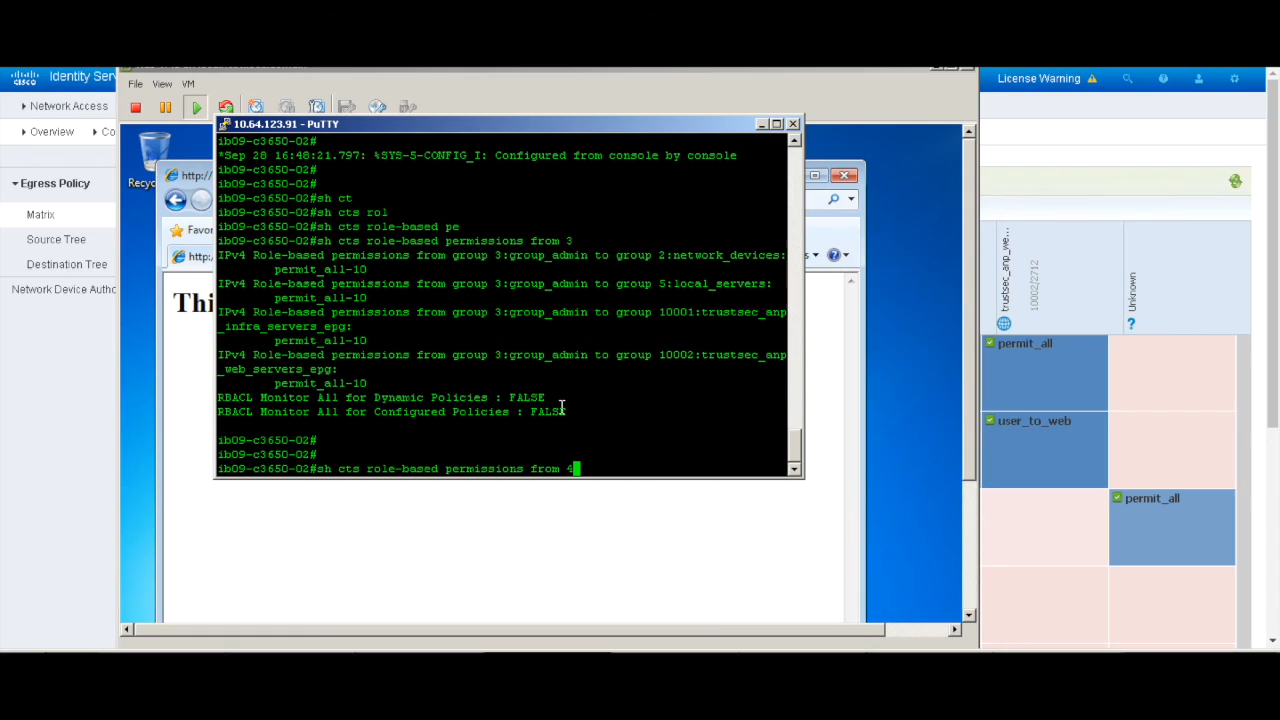 cisco
Identity Serv
License Warning
File View VM
Network Access
Overview
Co
Egress Policy
Matrix
Source Tree
Destination Tree
Network Device Autho
Recyc
http:/
Favor
http:
Thi
10.64.123.91 - PuTTY
ib09-c3650-02#
*Sep 28 16:48:21.797: %SYS-5-CONFIG_I: Configured from console by console
ib09-c3650-02#
ib09-c3650-02#
ib09-c3650-02#sh ct
ib09-c3650-02#sh cts rol
ib09-c3650-02#sh cts role-based pe
ib09-c3650-02#sh cts role-based permissions from 3
IPv4 Role-based permissions from group 3:group_admin to group 2:network_devices:
permit_all-10
IPv4 Role-based permissions from group 3:group_admin to group 5:local_servers:
permit_all-10
IPv4 Role-based permissions from group 3:group_admin to group 10001:trustsec_anp
_infra_servers_epg:
permit_all-10
IPv4 Role-based permissions from group 3:group_admin to group 10002:trustsec_anp
_web_servers_epg:
permit_all-10
RBACL Monitor All for Dynamic Policies : FALSE
RBACL Monitor All for Configured Policies : FALSE
ib09-c3650-02#
ib09-c3650-02#
ib09-c3650-02#sh cts role-based permissions from 4
trustsec_anp_we...
10002/2712
Unknown
permit_all
user_to_web
permit_all